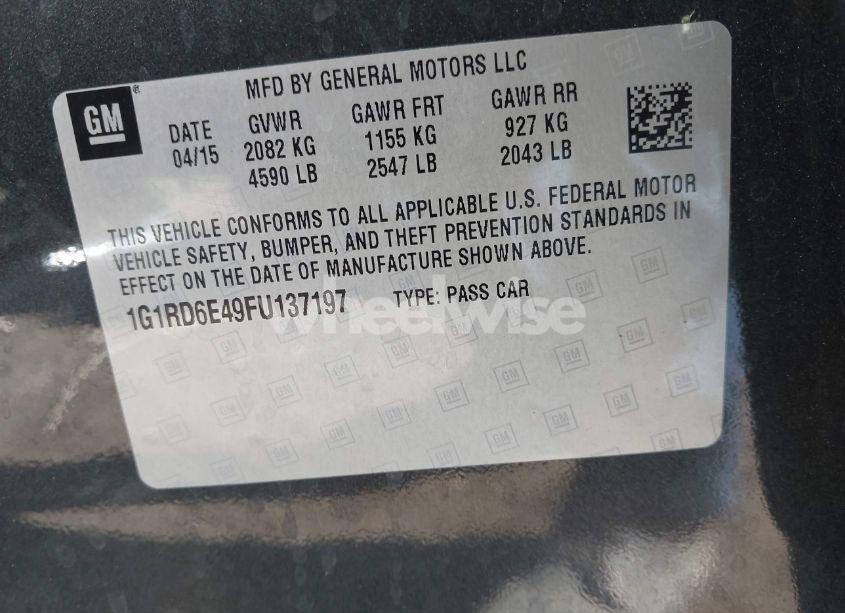 GM
MFD BY GENERAL MOTORS LLC
DATE GVWR GAWR FRT GAWR RR
04/15 2082 KG 1155 KG 927 KG
4590 LB 2547 LB 2043 LB
THIS VEHICLE CONFORMS TO ALL APPLICABLE U.S. FEDERAL MOTOR
VEHICLE SAFETY, BUMPER, AND THEFT PREVENTION STANDARDS IN
EFFECT ON THE DATE OF MANUFACTURE SHOWN ABOVE.
1G1RD6E49FU137197 TYPE: PASS CAR
wheelwise